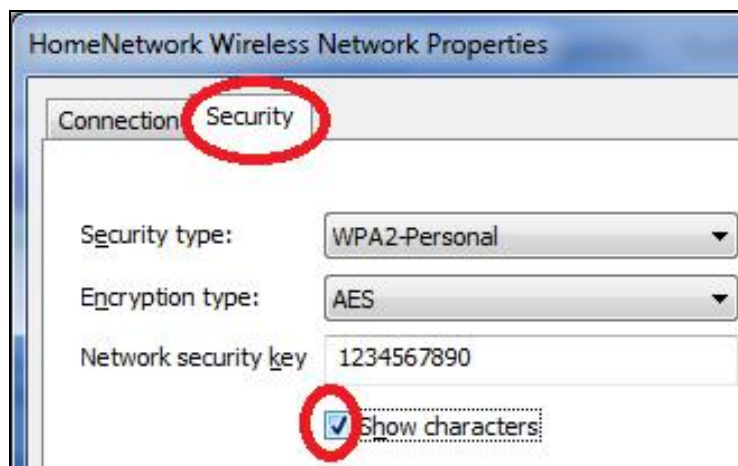 HomeNetwork Wireless Network Properties
Connection Security
Security type: WPA2-Personal
Encryption type: AES
Network security key 1234567890
Show characters